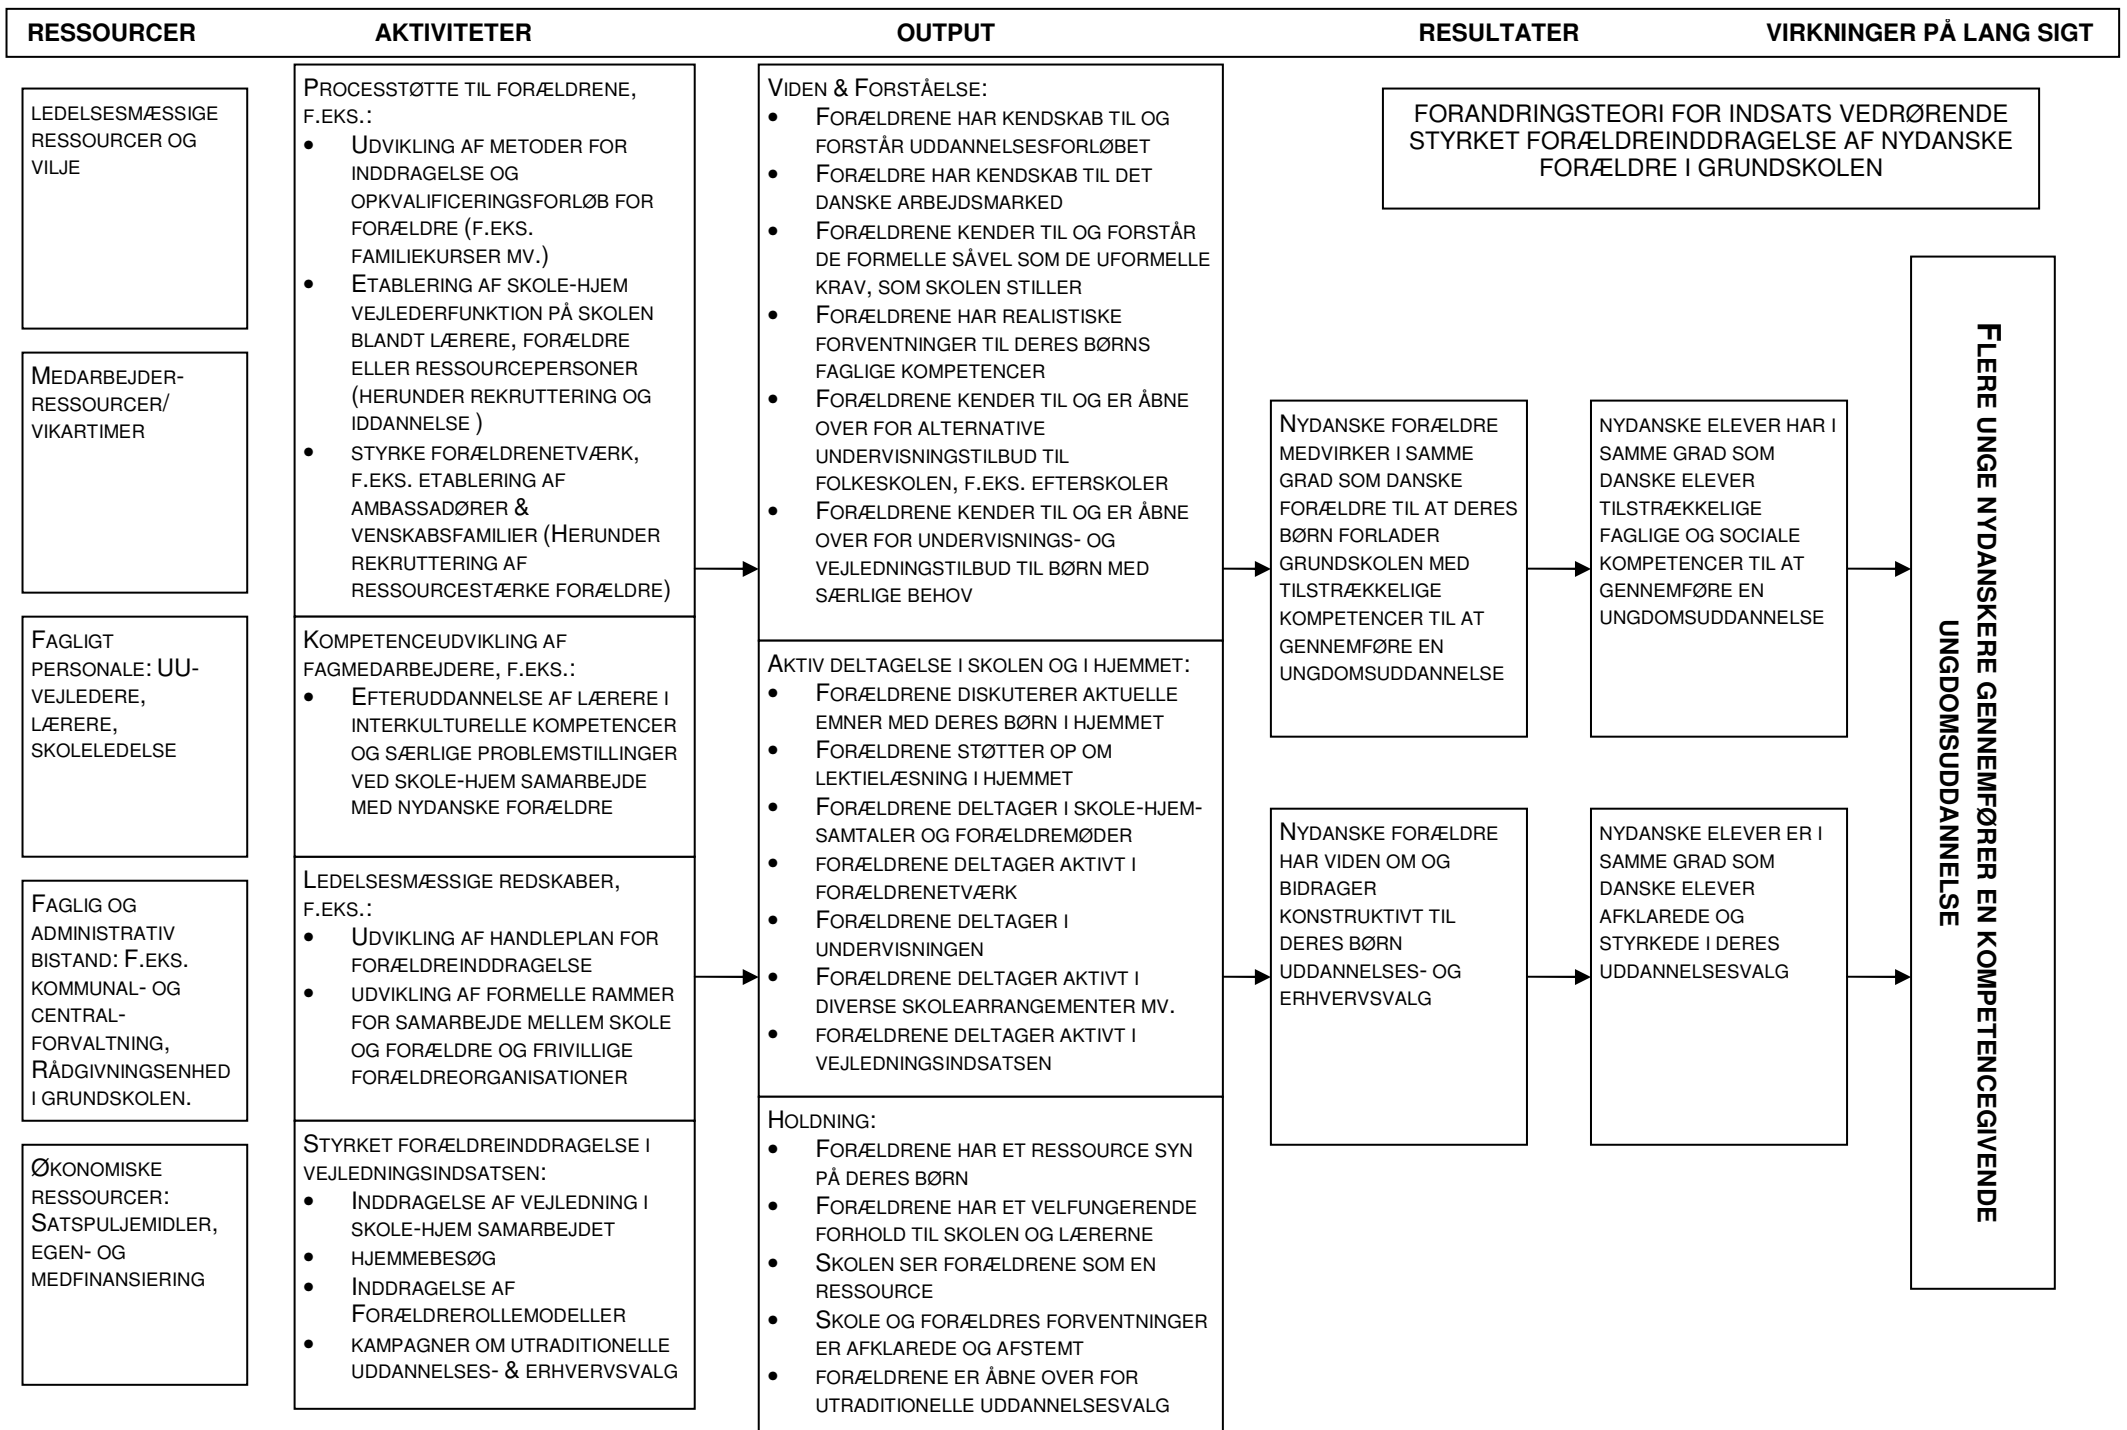 RESSOURCER AKTIVITETER OUTPUT RESULTATER VIRKNINGER PÅ LANG SIGT
LEDELSESMÆSSIGE
RESSOURCER OG
VILJE
MEDARBEJDER-
RESSOURCER/
VIKARTIMER
FAGLIGT
PERSONALE: UU-
VEJLEDERE,
LÆRERE,
SKOLELEDELSE
FAGLIG OG
ADMINISTRATIV
BISTAND: F.EKS.
KOMMUNAL- OG
CENTRAL-
FORVALTNING,
RÅDGIVNINGSENHED
I GRUNDSKOLEN.
ØKONOMISKE
RESSOURCER:
SATSPULJEMIDLER,
EGEN- OG
MEDFINANSIERING
PROCESSTØTTE TIL FORÆLDRENE,
F.EKS.:
• UDVIKLING AF METODER FOR
INDDRAGELSE OG
OPKVALIFICERINGSFORLØB FOR
FORÆLDRE (F.EKS.
FAMILIEKURSER MV.)
• ETABLERING AF SKOLE-HJEM
VEJLEDERFUNKTION PÅ SKOLEN
BLANDT LÆRERE, FORÆLDRE
ELLER RESSOURCEPERSONER
(HERUNDER REKRUTTERING OG
IDDANNELSE )
• STYRKE FORÆLDRENETVÆRK,
F.EKS. ETABLERING AF
AMBASSADØRER &
VENSKABSFAMILIER (HERUNDER
REKRUTTERING AF
RESSOURCESTÆRKE FORÆLDRE)
KOMPETENCEUDVIKLING AF
FAGMEDARBEJDERE, F.EKS.:
• EFTERUDDANNELSE AF LÆRERE I
INTERKULTURELLE KOMPETENCER
OG SÆRLIGE PROBLEMSTILLINGER
VED SKOLE-HJEM SAMARBEJDE
MED NYDANSKE FORÆLDRE
LEDELSESMÆSSIGE REDSKABER,
F.EKS.:
• UDVIKLING AF HANDLEPLAN FOR
FORÆLDREINDDRAGELSE
• UDVIKLING AF FORMELLE RAMMER
FOR SAMARBEJDE MELLEM SKOLE
OG FORÆLDRE OG FRIVILLIGE
FORÆLDREORGANISATIONER
STYRKET FORÆLDREINDDRAGELSE I
VEJLEDNINGSINDSATSEN:
• INDDRAGELSE AF VEJLEDNING I
SKOLE-HJEM SAMARBEJDET
• HJEMMEBESØG
• INDDRAGELSE AF
FORÆLDREROLLEMODELLER
• KAMPAGNER OM UTRADITIONELLE
UDDANNELSES- & ERHVERVSVALG
VIDEN & FORSTÅELSE:
• FORÆLDRENE HAR KENDSKAB TIL OG
FORSTÅR UDDANNELSESFORLØBET
• FORÆLDRE HAR KENDSKAB TIL DET
DANSKE ARBEJDSMARKED
• FORÆLDRENE KENDER TIL OG FORSTÅR
DE FORMELLE SÅVEL SOM DE UFORMELLE
KRAV, SOM SKOLEN STILLER
• FORÆLDRENE HAR REALISTISKE
FORVENTNINGER TIL DERES BØRNS
FAGLIGE KOMPETENCER
• FORÆLDRENE KENDER TIL OG ER ÅBNE
OVER FOR ALTERNATIVE
UNDERVISNINGSTILBUD TIL
FOLKESKOLEN, F.EKS. EFTERSKOLER
• FORÆLDRENE KENDER TIL OG ER ÅBNE
OVER FOR UNDERVISNINGS- OG
VEJLEDNINGSTILBUD TIL BØRN MED
SÆRLIGE BEHOV
AKTIV DELTAGELSE I SKOLEN OG I HJEMMET:
• FORÆLDRENE DISKUTERER AKTUELLE
EMNER MED DERES BØRN I HJEMMET
• FORÆLDRENE STØTTER OP OM
LEKTIELÆSNING I HJEMMET
• FORÆLDRENE DELTAGER I SKOLE-HJEM-
SAMTALER OG FORÆLDREMØDER
• FORÆLDRENE DELTAGER AKTIVT I
FORÆLDRENETVÆRK
• FORÆLDRENE DELTAGER I
UNDERVISNINGEN
• FORÆLDRENE DELTAGER AKTIVT I
DIVERSE SKOLEARRANGEMENTER MV.
• FORÆLDRENE DELTAGER AKTIVT I
VEJLEDNINGSINDSATSEN
HOLDNING:
• FORÆLDRENE HAR ET RESSOURCE SYN
PÅ DERES BØRN
• FORÆLDRENE HAR ET VELFUNGERENDE
FORHOLD TIL SKOLEN OG LÆRERNE
• SKOLEN SER FORÆLDRENE SOM EN
RESSOURCE
• SKOLE OG FORÆLDRES FORVENTNINGER
ER AFKLAREDE OG AFSTEMT
• FORÆLDRENE ER ÅBNE OVER FOR
UTRADITIONELLE UDDANNELSESVALG
FORANDRINGSTEORI FOR INDSATS VEDRØRENDE
STYRKET FORÆLDREINDDRAGELSE AF NYDANSKE
FORÆLDRE I GRUNDSKOLEN
NYDANSKE FORÆLDRE
MEDVIRKER I SAMME
GRAD SOM DANSKE
FORÆLDRE TIL AT DERES
BØRN FORLADER
GRUNDSKOLEN MED
TILSTRÆKKELIGE
KOMPETENCER TIL AT
GENNEMFØRE EN
UNGDOMSUDDANNELSE
NYDANSKE FORÆLDRE
HAR VIDEN OM OG
BIDRAGER
KONSTRUKTIVT TIL
DERES BØRN
UDDANNELSES- OG
ERHVERVSVALG
NYDANSKE ELEVER HAR I
SAMME GRAD SOM
DANSKE ELEVER
TILSTRÆKKELIGE
FAGLIGE OG SOCIALE
KOMPETENCER TIL AT
GENNEMFØRE EN
UNGDOMSUDDANNELSE
NYDANSKE ELEVER ER I
SAMME GRAD SOM
DANSKE ELEVER
AFKLAREDE OG
STYRKEDE I DERES
UDDANNELSESVALG
FLERE UNGE NYDANSKERE GENNEMFØRER EN KOMPETENCEGIVENDE
UNGDOMSUDDANNELSE